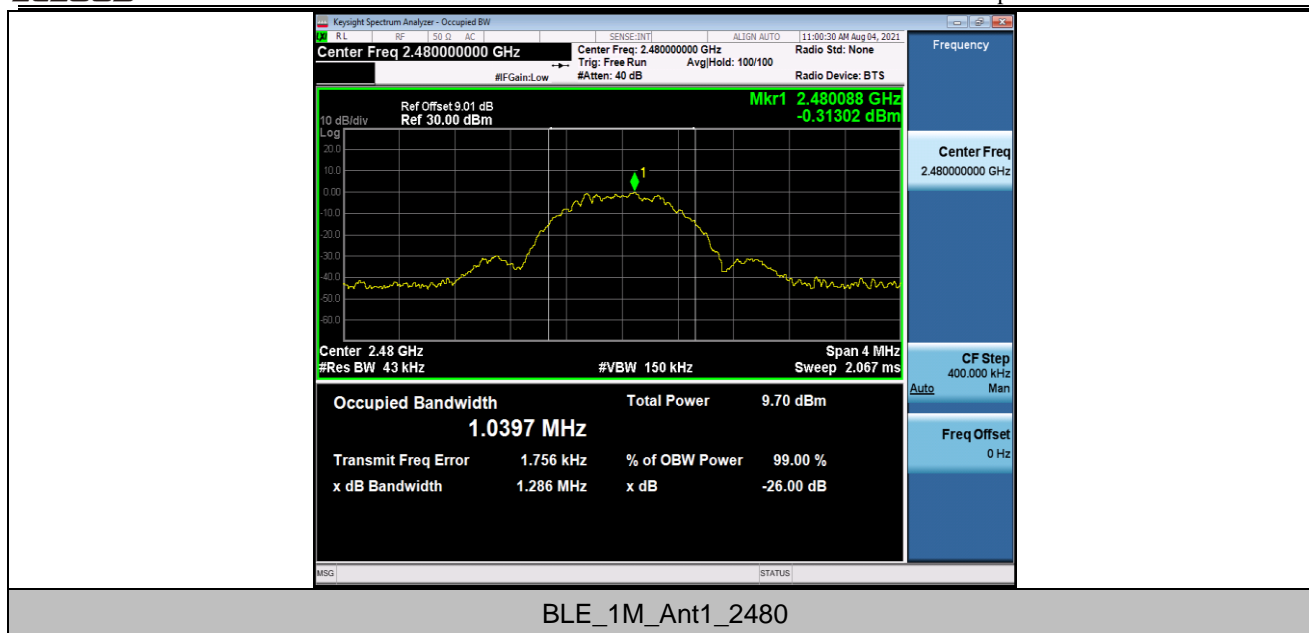 Keysight Spectrum Analyzer - Occupied BW
RL RF 50 Ω AC SENSE:INT ALIGN AUTO 11:00:30 AM Aug 04, 2021
Center Freq 2.480000000 GHz
Center Freq: 2.480000000 GHz
Radio Std: None
Trig: Free Run Avg|Hold: 100/100
#IFGain:Low #Atten: 40 dB Radio Device: BTS
Frequency
Mkr1 2.480088 GHz
-0.31302 dBm
Ref Offset 9.01 dB
10 dB/div Ref 30.00 dBm
Log
20.0
10.0
0.00
-10.0
-20.0
-30.0
-40.0
-50.0
-60.0
1
Center 2.48 GHz Span 4 MHz
#Res BW 43 kHz #VBW 150 kHz Sweep 2.067 ms
Center Freq
2.480000000 GHz
CF Step
400.000 kHz
Auto Man
Freq Offset
0 Hz
Occupied Bandwidth Total Power 9.70 dBm
1.0397 MHz
Transmit Freq Error 1.756 kHz % of OBW Power 99.00 %
x dB Bandwidth 1.286 MHz x dB -26.00 dB
MSG STATUS
BLE_1M_Ant1_2480